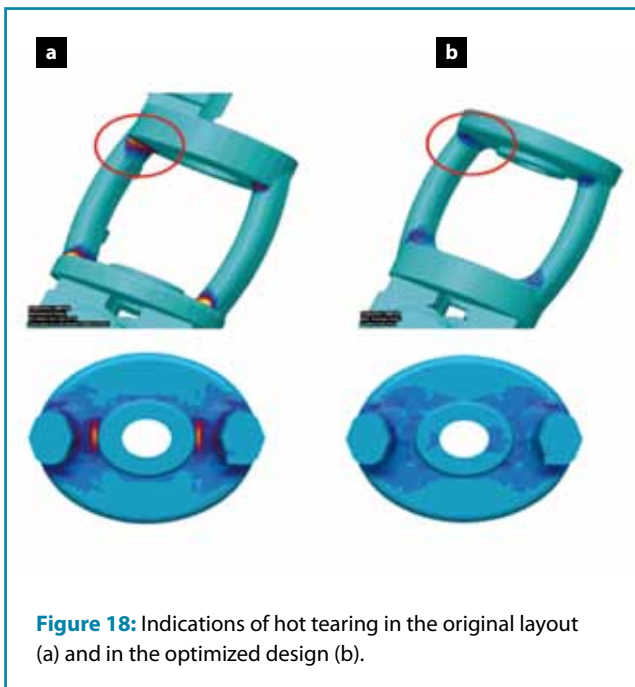 a
b
Figure 18: Indications of hot tearing in the original layout
(a) and in the optimized design (b).